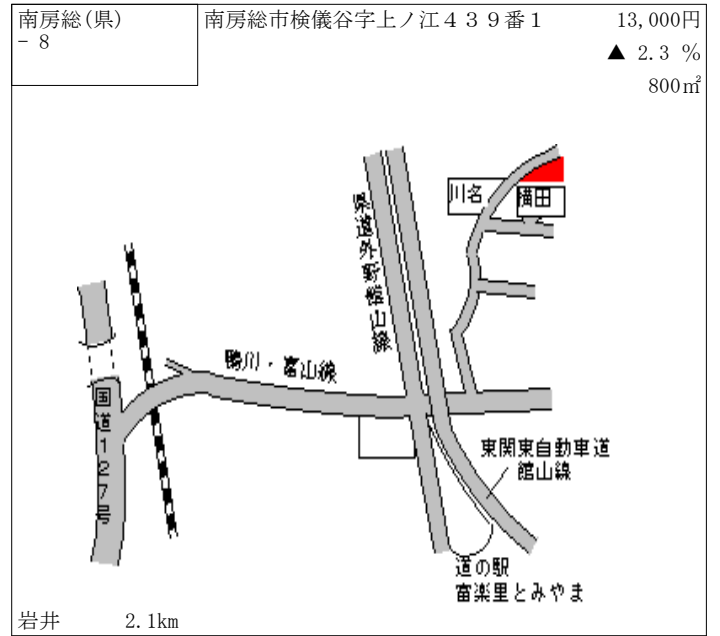 南房総(県)
- 8
南房総市検儀谷字上ノ江４３９番１
13,000円
▲ 2.3 %
800㎡
川名
横田
県道外野勝山線
鴨川・富山線
国道１２７号
東関東自動車道
館山線
道の駅
富楽里とみやま
岩井 2.1km